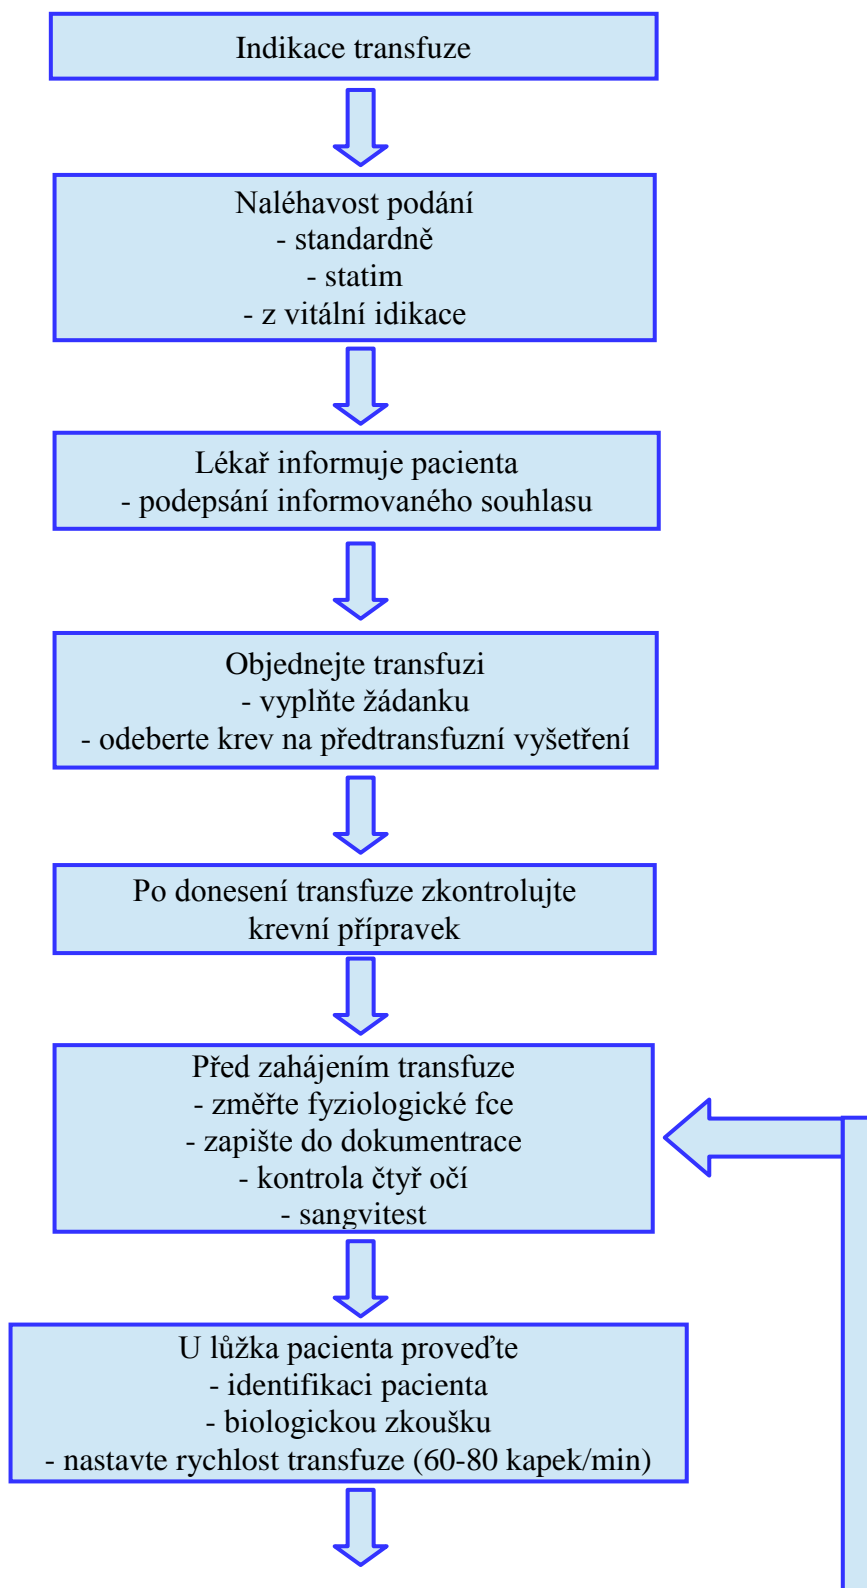 Indikace transfuze
Naléhavost podání
- standardně
- statim
- z vitální idikace
Lékař informuje pacienta
- podepsání informovaného souhlasu
Objednejte transfuzi
- vyplňte žádanku
- odeberte krev na předtransfuzní vyšetření
Po donesení transfuze zkontrolujte
krevní přípravek
Před zahájením transfuze
- změřte fyziologické fce
- zapište do dokumentrace
- kontrola čtyř očí
- sangvitest
U lůžka pacienta proveďte
- identifikaci pacienta
- biologickou zkoušku
- nastavte rychlost transfuze (60-80 kapek/min)